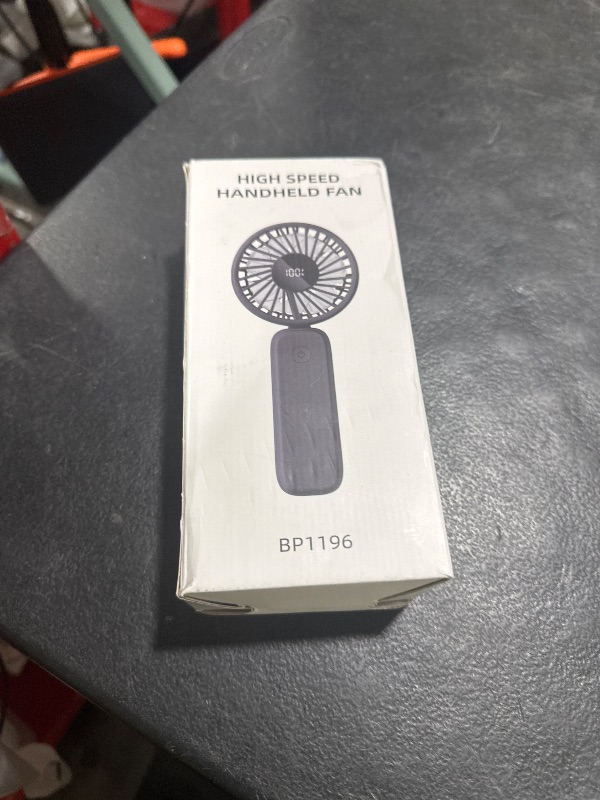 HIGH SPEED
HANDHELD FAN
100
BP1196